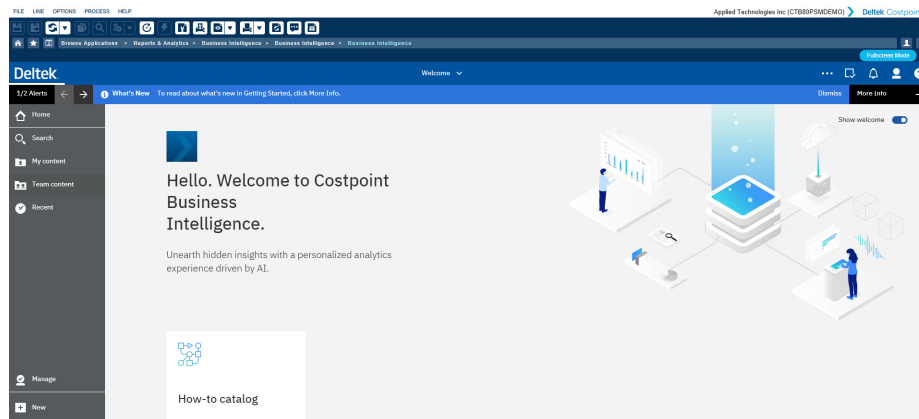 FILE LINE OPTIONS PROCESS HELP
Applied Technologies Inc (CTB80PSMDEMO) Deltek Costpoin
Browse Applications > Reports & Analytics > Business Intelligence > Business Intelligence > Business Intelligence
Fullscreen Mode
Deltek
Welcome
1/2 Alerts
What's New To read about what's new in Getting Started, click More Info.
Dismiss More Info
Home
Show welcome
Search
My content
Team content
Recent
Hello. Welcome to Costpoint
Business
Intelligence.
Unearth hidden insights with a personalized analytics
experience driven by AI.
How-to catalog
Manage
New